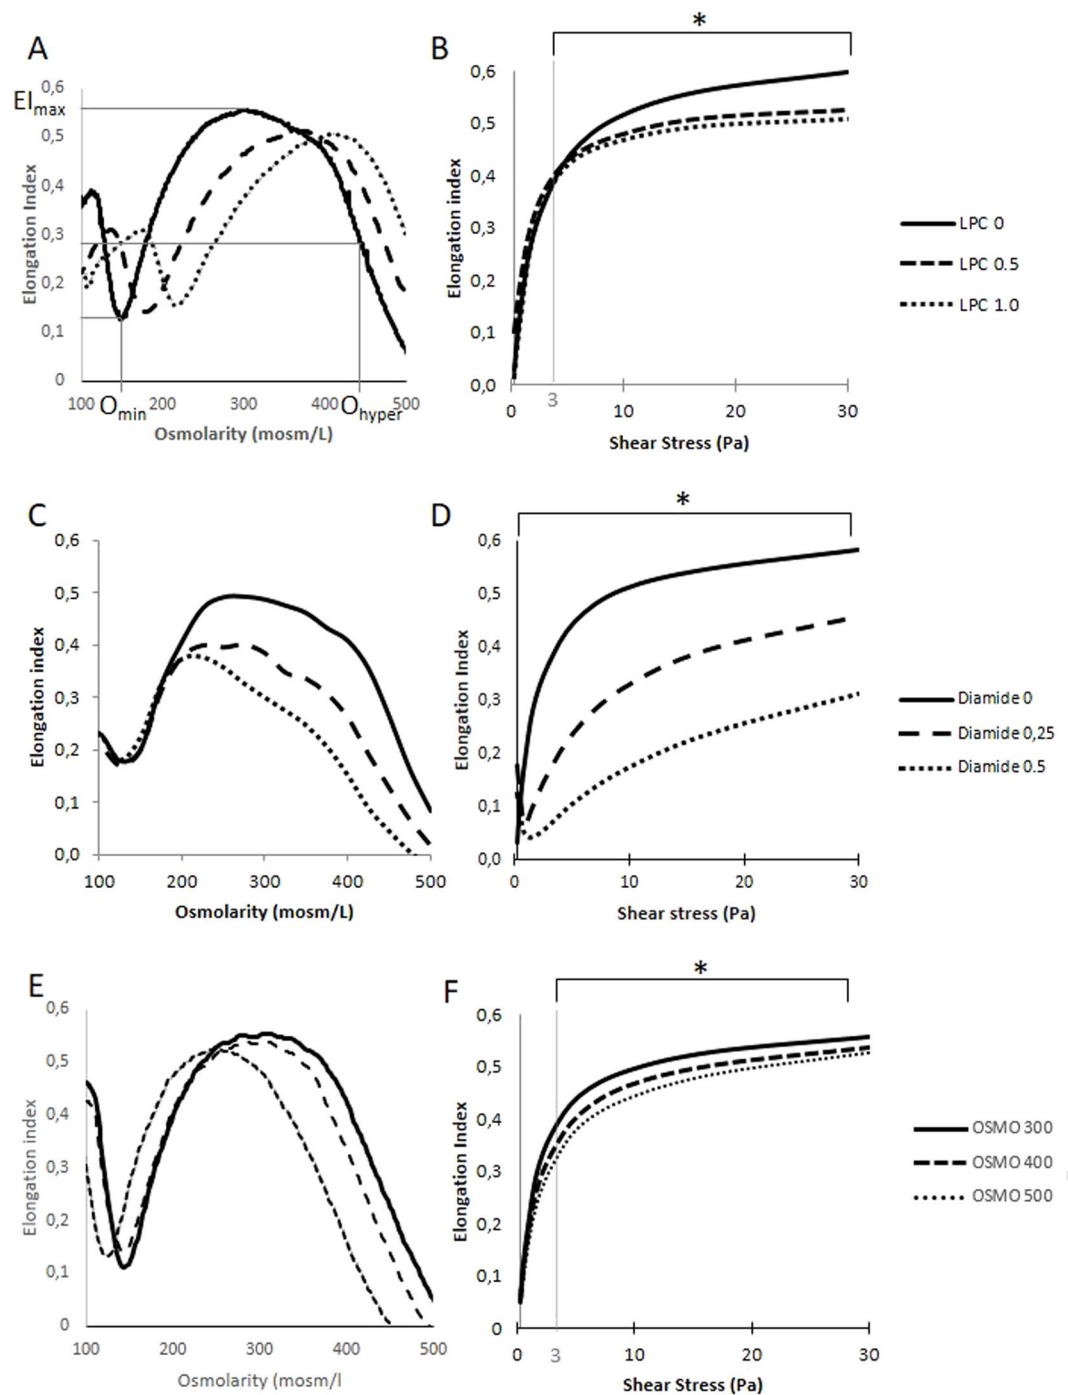 A
EImax
0,6
0,5
0,4
0,3
0,2
0,1
0
Elongation Index
100
200
300
400
500
Omin
Ohyper
Osmolarity (mosm/L)
B
*
0,6
0,5
0,4
0,3
0,2
0,1
0,0
Elongation index
0
3
10
20
30
Shear Stress (Pa)
LPC 0
LPC 0.5
LPC 1.0
C
0,6
0,5
0,4
0,3
0,2
0,1
0,0
Elongation index
100
200
300
400
500
Osmolarity (mosm/L)
D
*
0,6
0,5
0,4
0,3
0,2
0,1
0,0
Elongation Index
0
10
20
30
Shear stress (Pa)
Diamide 0
Diamide 0,25
Diamide 0.5
E
0,6
0,5
0,4
0,3
0,2
0,1
0
Elongation index
100
200
300
400
500
Osmolarity (mosm/l
F
*
0,6
0,5
0,4
0,3
0,2
0,1
0
Elongation Index
0
3
10
20
30
Shear Stress (Pa)
OSMO 300
OSMO 400
OSMO 500